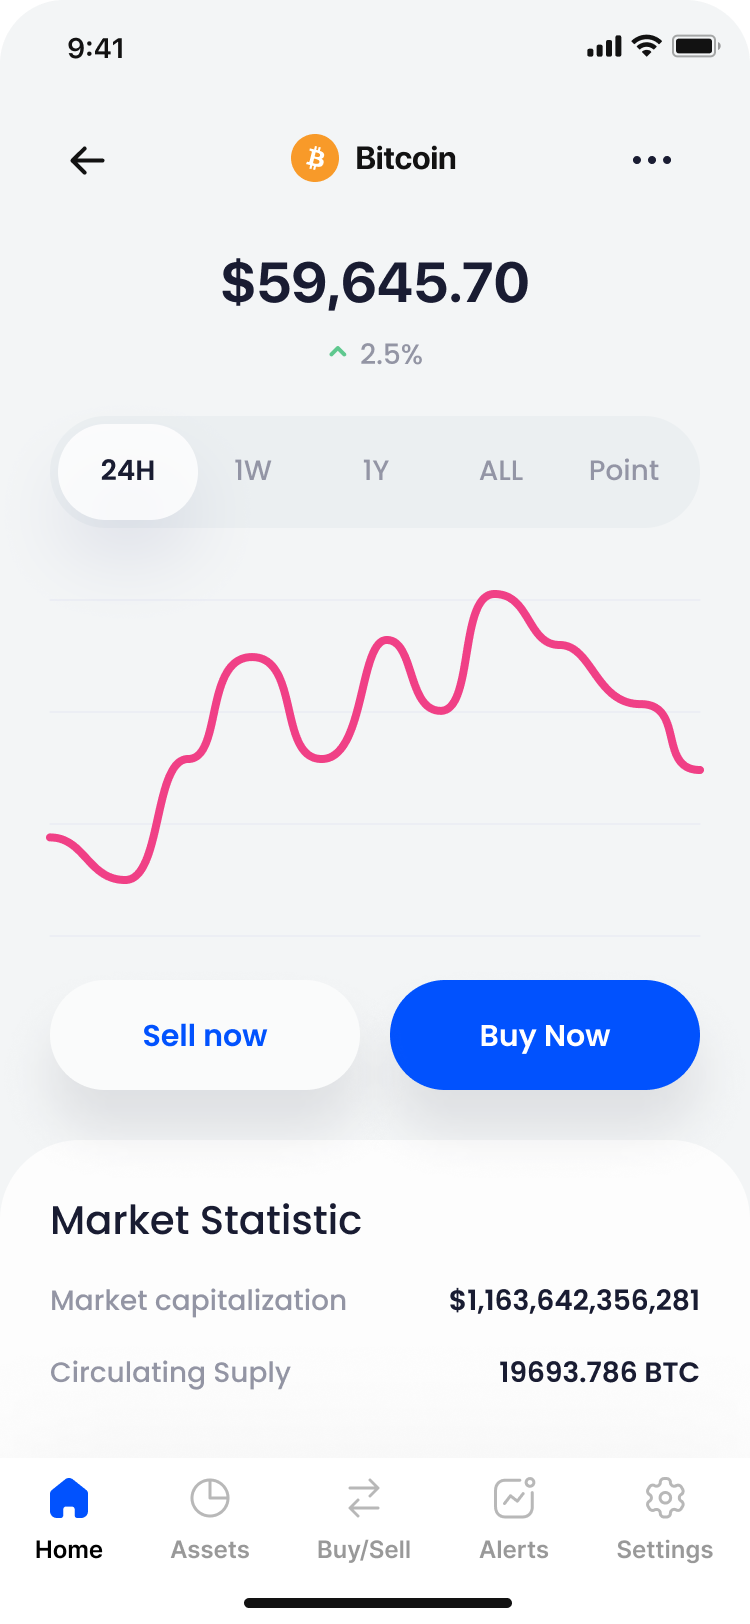 9:41
Bitcoin
$59,645.70
2.5%
24H 1W 1Y ALL Point
Sell now Buy Now
Market Statistic
Market capitalization $1,163,642,356,281
Circulating Suply 19693.786 BTC
Home Assets Buy/Sell Alerts Settings